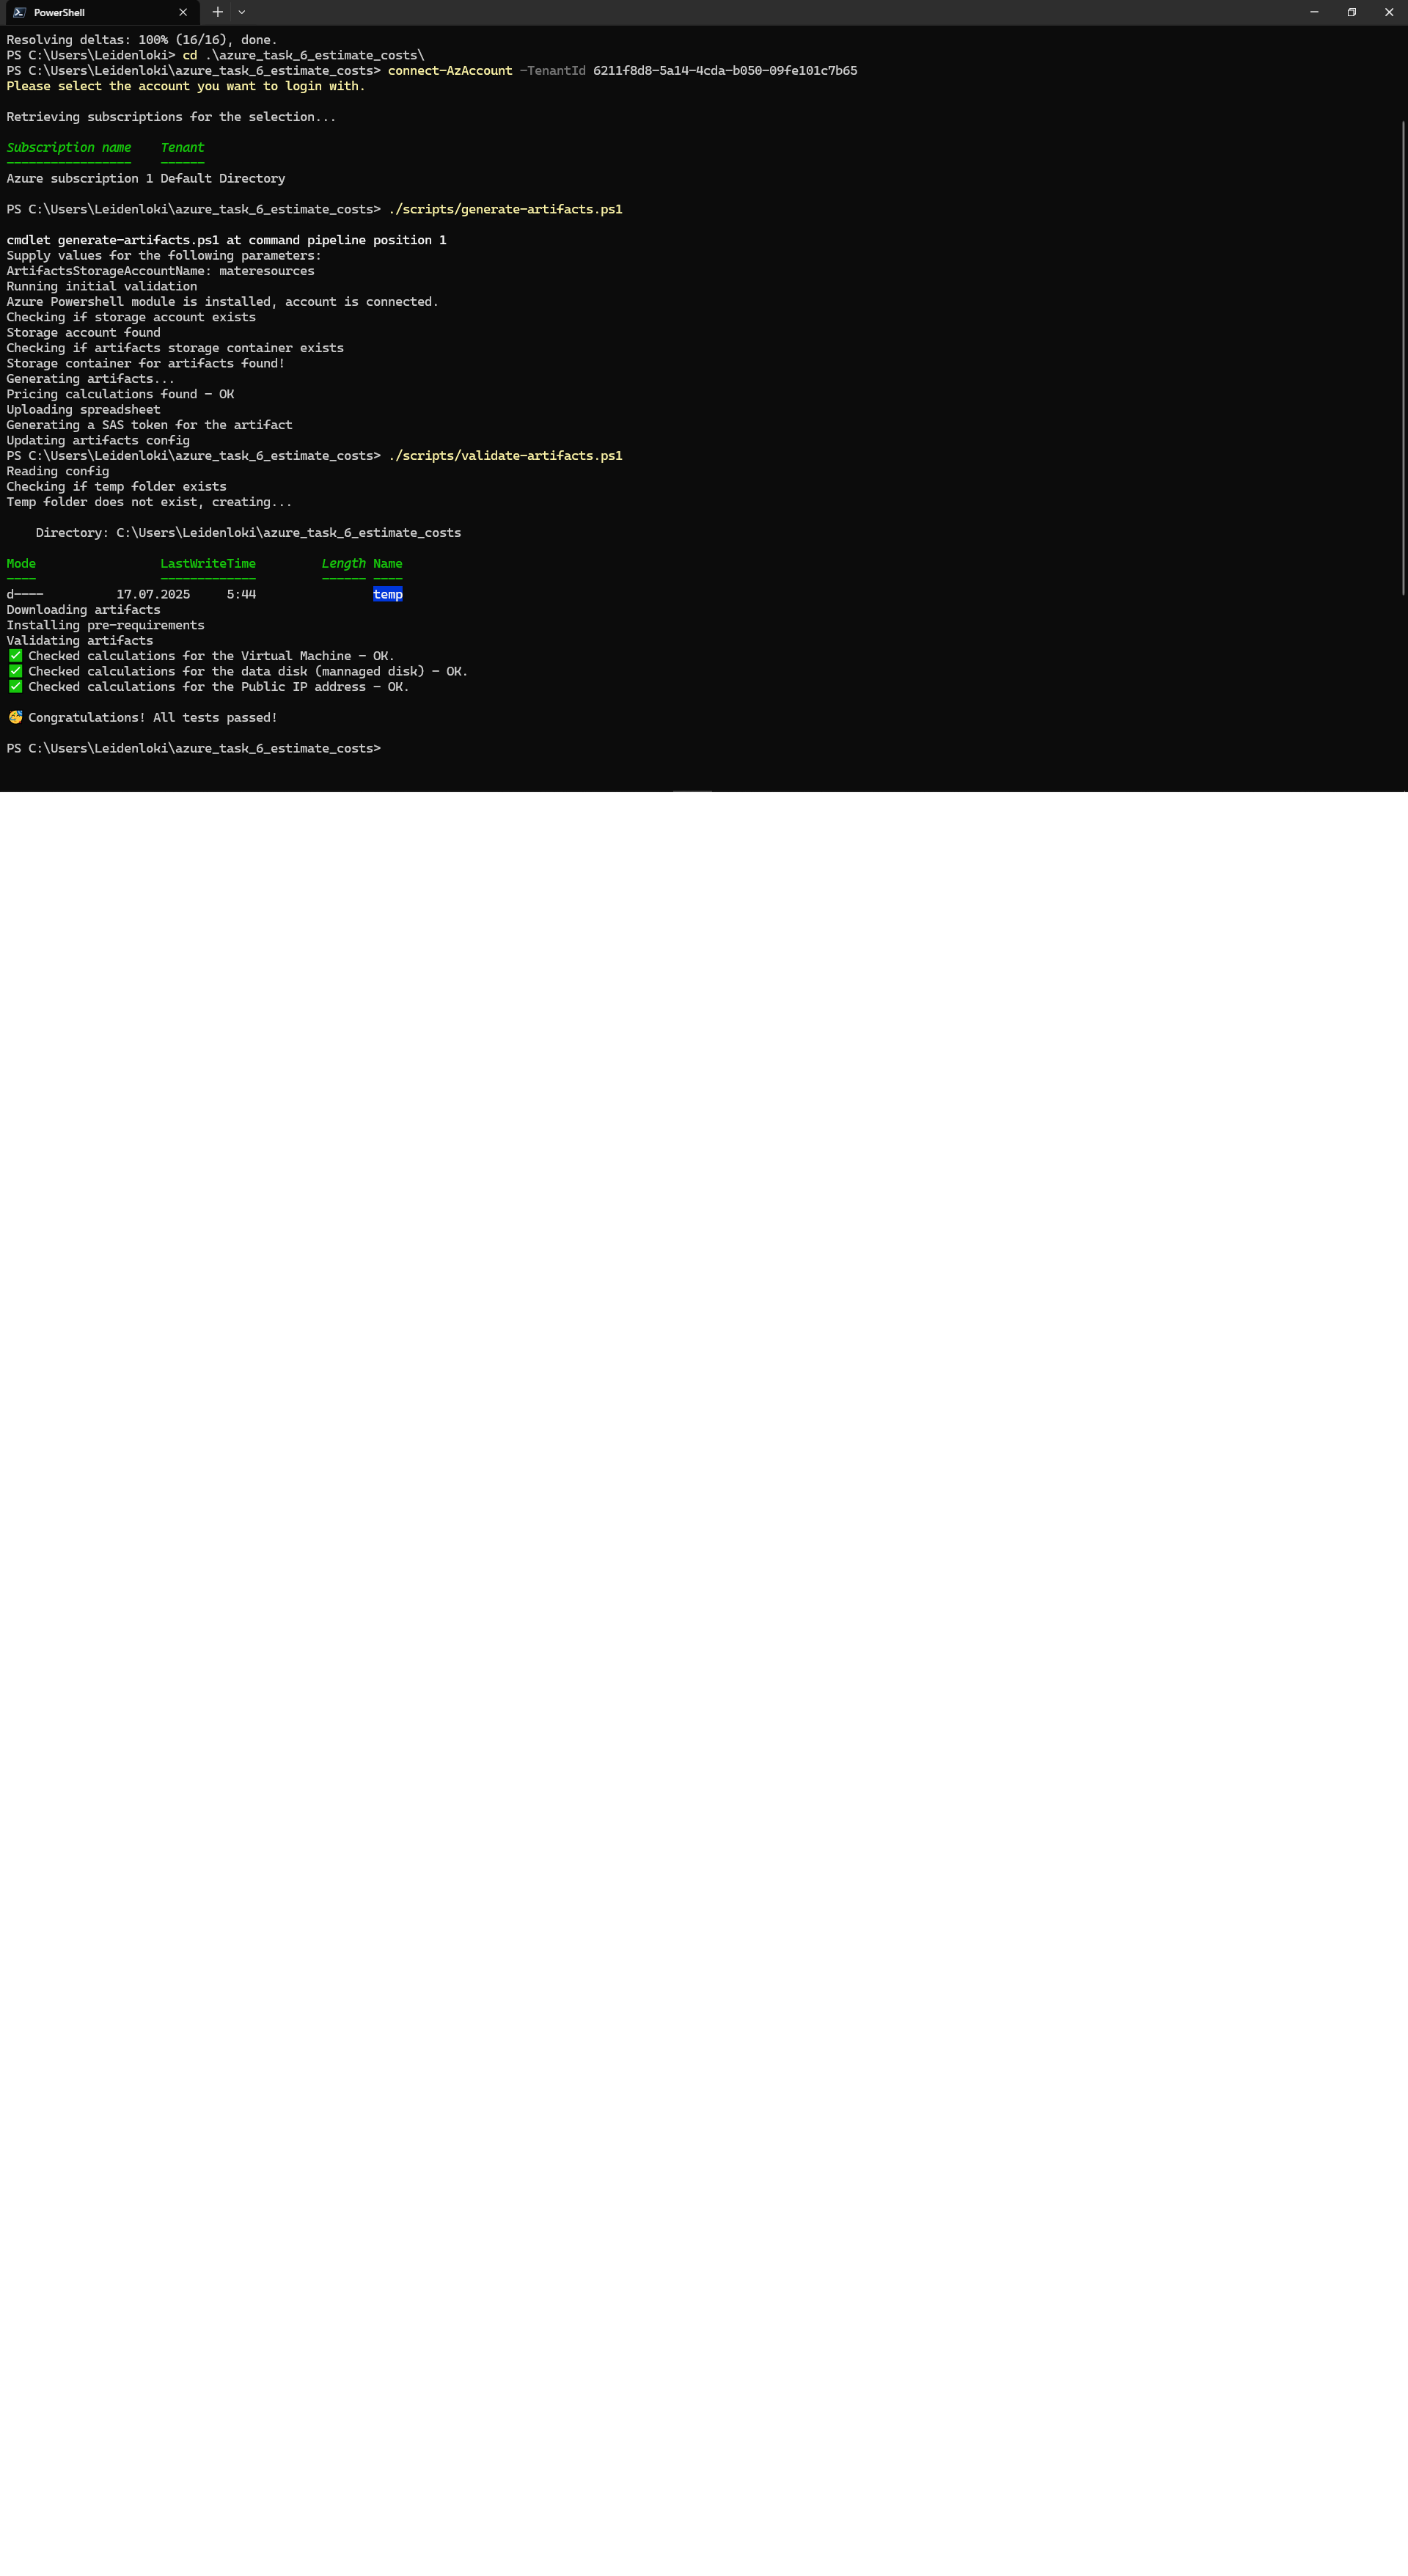 PowerShell
Resolving deltas: 100% (16/16), done.
PS C:\Users\Leidenloki> cd .\azure_task_6_estimate_costs\
PS C:\Users\Leidenloki\azure_task_6_estimate_costs> connect-AzAccount -TenantId 6211f8d8-5a14-4cda-b050-09fe101c7b65
Please select the account you want to login with.
Retrieving subscriptions for the selection...
Subscription name    Tenant
-----------------    ------
Azure subscription 1 Default Directory
PS C:\Users\Leidenloki\azure_task_6_estimate_costs> ./scripts/generate-artifacts.ps1
cmdlet generate-artifacts.ps1 at command pipeline position 1
Supply values for the following parameters:
ArtifactsStorageAccountName: materesources
Running initial validation
Azure Powershell module is installed, account is connected.
Checking if storage account exists
Storage account found
Checking if artifacts storage container exists
Storage container for artifacts found!
Generating artifacts...
Pricing calculations found - OK
Uploading spreadsheet
Generating a SAS token for the artifact
Updating artifacts config
PS C:\Users\Leidenloki\azure_task_6_estimate_costs> ./scripts/validate-artifacts.ps1
Reading config
Checking if temp folder exists
Temp folder does not exist, creating...
    Directory: C:\Users\Leidenloki\azure_task_6_estimate_costs
Mode                 LastWriteTime         Length Name
----                 -------------         ------ ----
d----          17.07.2025     5:44                temp
Downloading artifacts
Installing pre-requirements
Validating artifacts
✅ Checked calculations for the Virtual Machine - OK.
✅ Checked calculations for the data disk (mannaged disk) - OK.
✅ Checked calculations for the Public IP address - OK.
🥳 Congratulations! All tests passed!
PS C:\Users\Leidenloki\azure_task_6_estimate_costs>